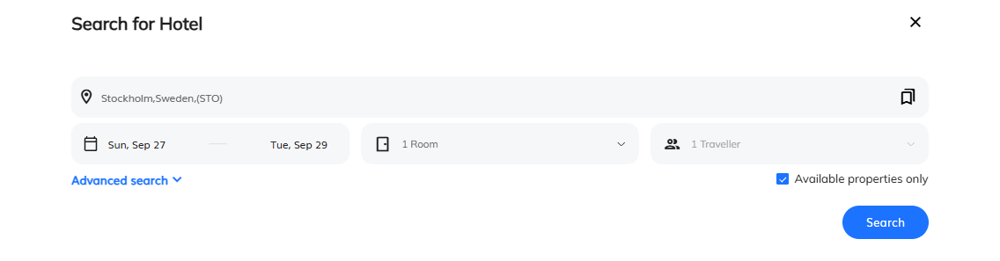 Search for Hotel
Stockholm,Sweden,(STO)
Sun, Sep 27
Tue, Sep 29
1 Room
1 Traveller
Advanced search
Available properties only
Search